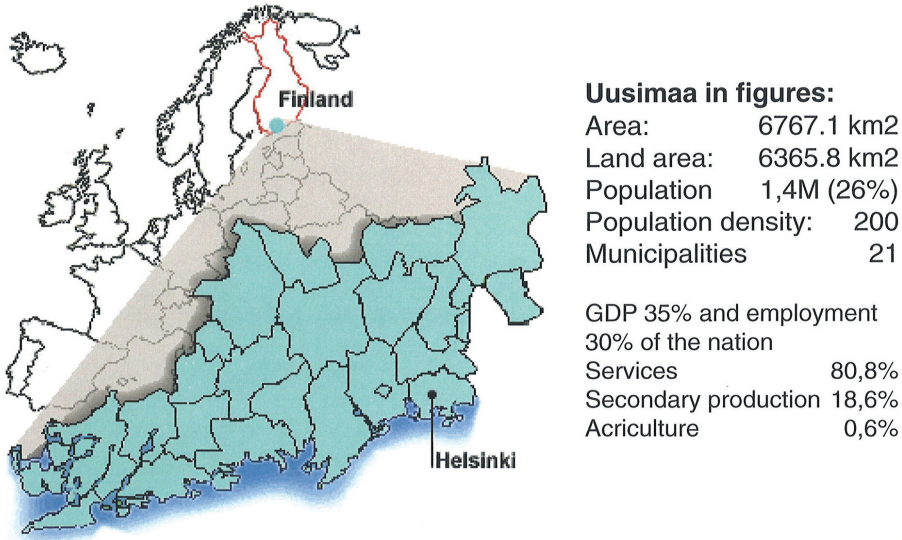 Finland
Helsinki
Uusimaa in figures:
Area: 6767.1 km2
Land area: 6365.8 km2
Population 1,4M (26%)
Population density: 200
Municipalities 21
GDP 35% and employment
30% of the nation
Services 80,8%
Secondary production 18,6%
Acriculture 0,6%